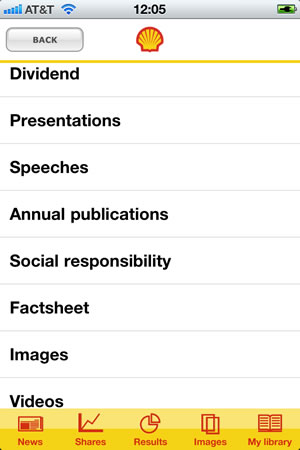 AT&T 12:05
BACK
Dividend
Presentations
Speeches
Annual publications
Social responsibility
Factsheet
Images
Videos
News Shares Results Images My library